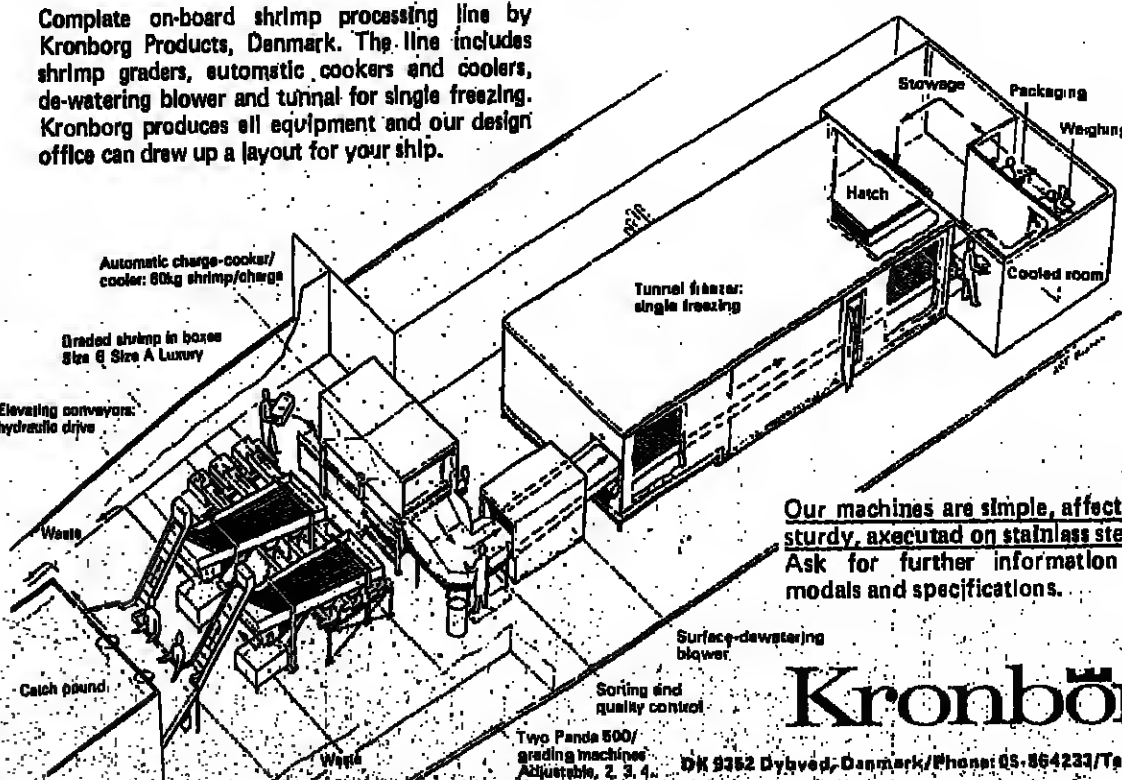 Complete on-board shrimp processing line by
Kronborg Products, Danmark. The line includes
shrimp graders, automatic cookers and coolers,
de-watering blower and tunnal for single freezing.
Kronborg produces all equipment and our design
office can draw up a layout for your ship.
Stowage
Packaging
Weighing
Hatch
Cooled room
Automatic charge-cooker/
cooler: 60kg shrimp/charge
Tunnel freezer:
single freezing
Graded shrimp in boxes
Size B Size A Luxury
Elevating conveyors:
hydraulic drive
Waste
Our machines are simple, affect
sturdy, axecutad on stainlass ste
Ask for further information
modals and specifications.
Surface-dewatering
blower
Catch pound
Sorting and
quality control
Kronbor
Two Panda 500/
grading machines
Adjustable, 2, 3, 4
Waste
DK 9352 Dybvad, Danmark/Phone: 05-864233/Te